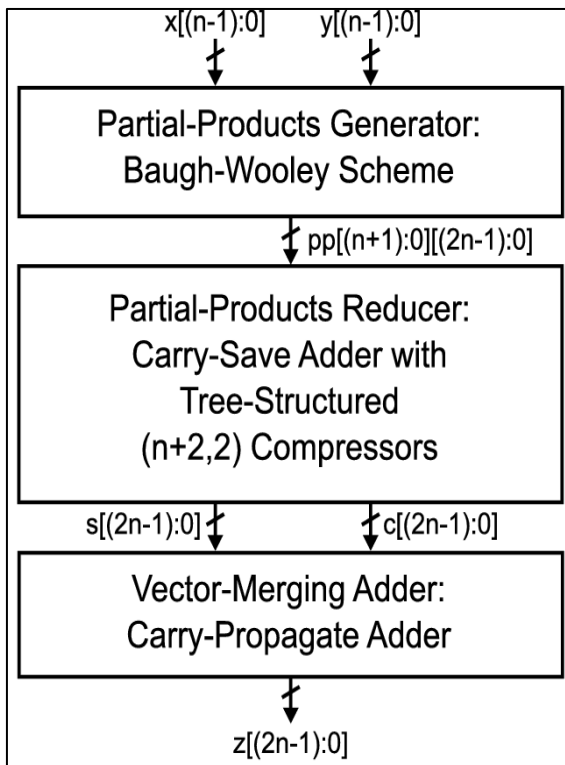 x[(n-1):0] y[(n-1):0]
Partial-Products Generator:
Baugh-Wooley Scheme
pp[(n+1):0][(2n-1):0]
Partial-Products Reducer:
Carry-Save Adder with
Tree-Structured
(n+2,2) Compressors
s[(2n-1):0] c[(2n-1):0]
Vector-Merging Adder:
Carry-Propagate Adder
z[(2n-1):0]